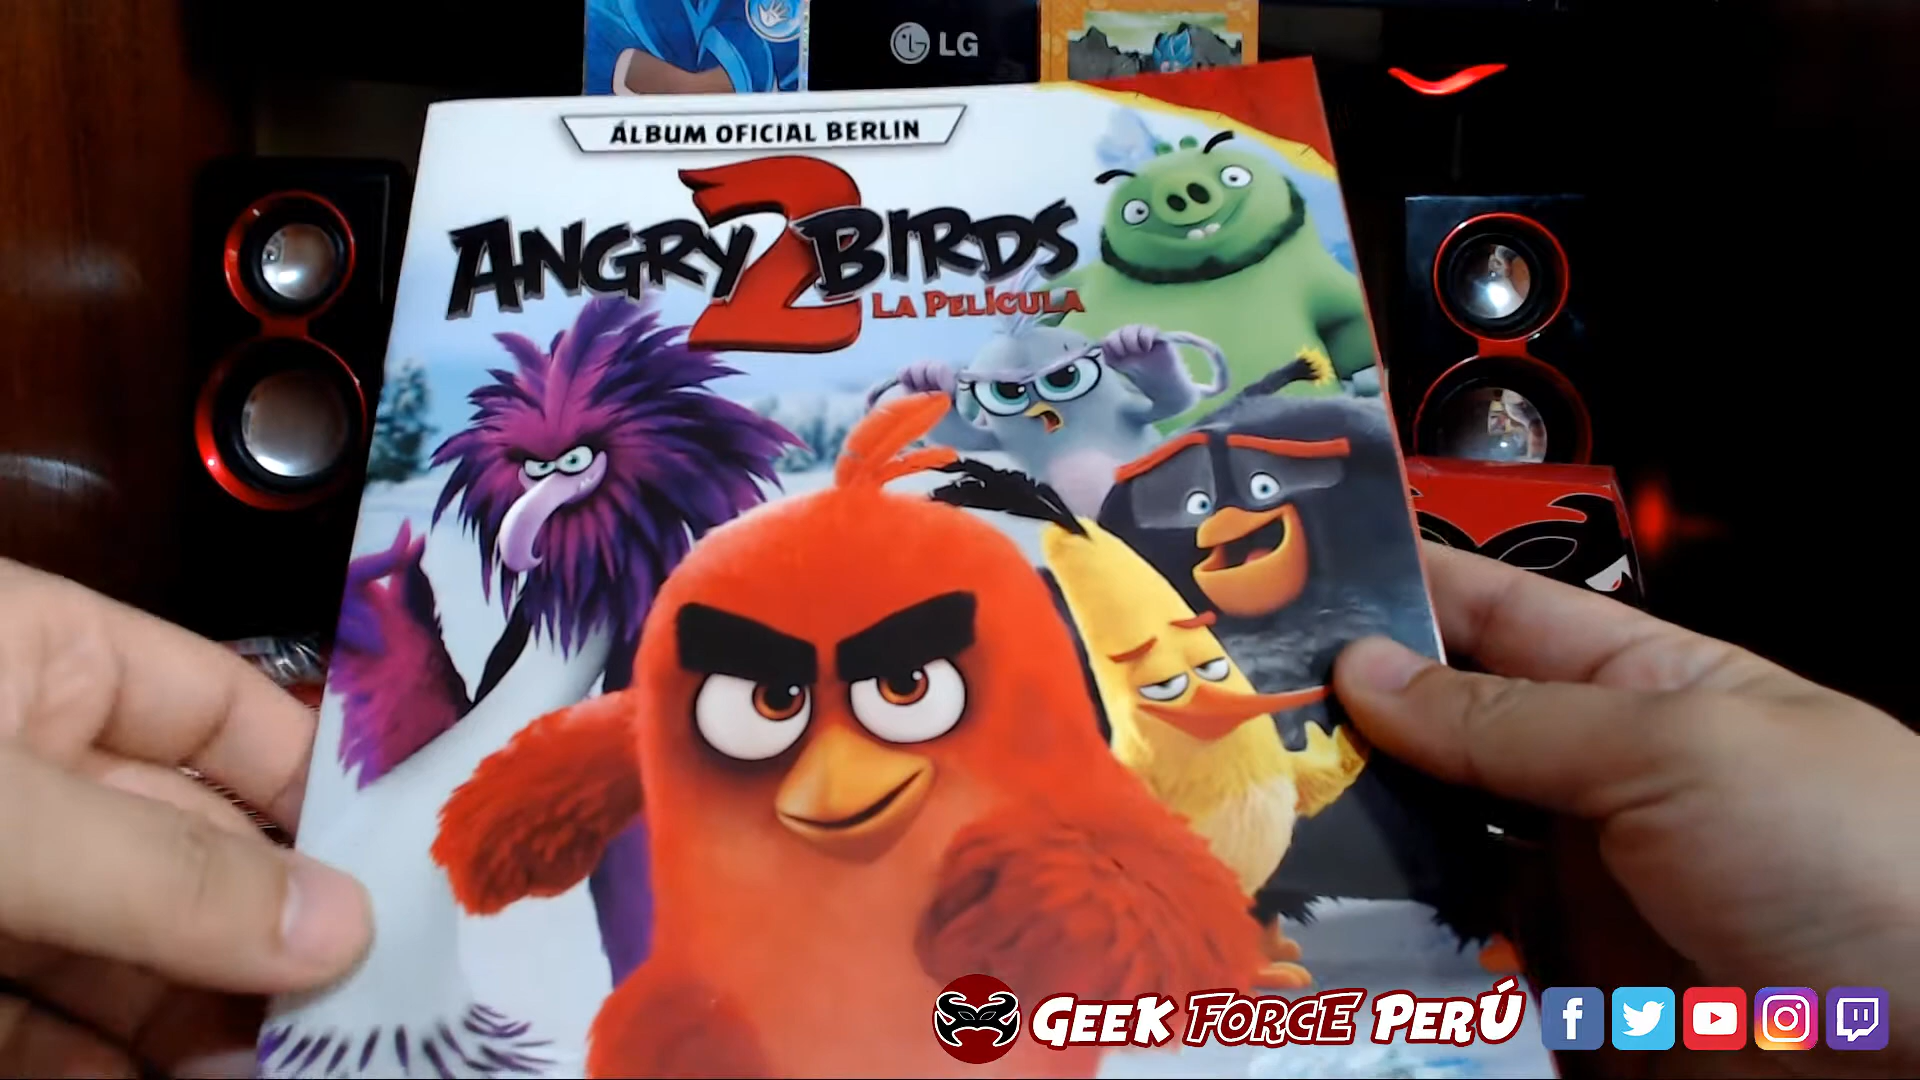 LG
ÁLBUM OFICIAL BERLIN
ANGRY 2 BIRDS
LA PELÍCULA
GEEK FORCE PERÚ